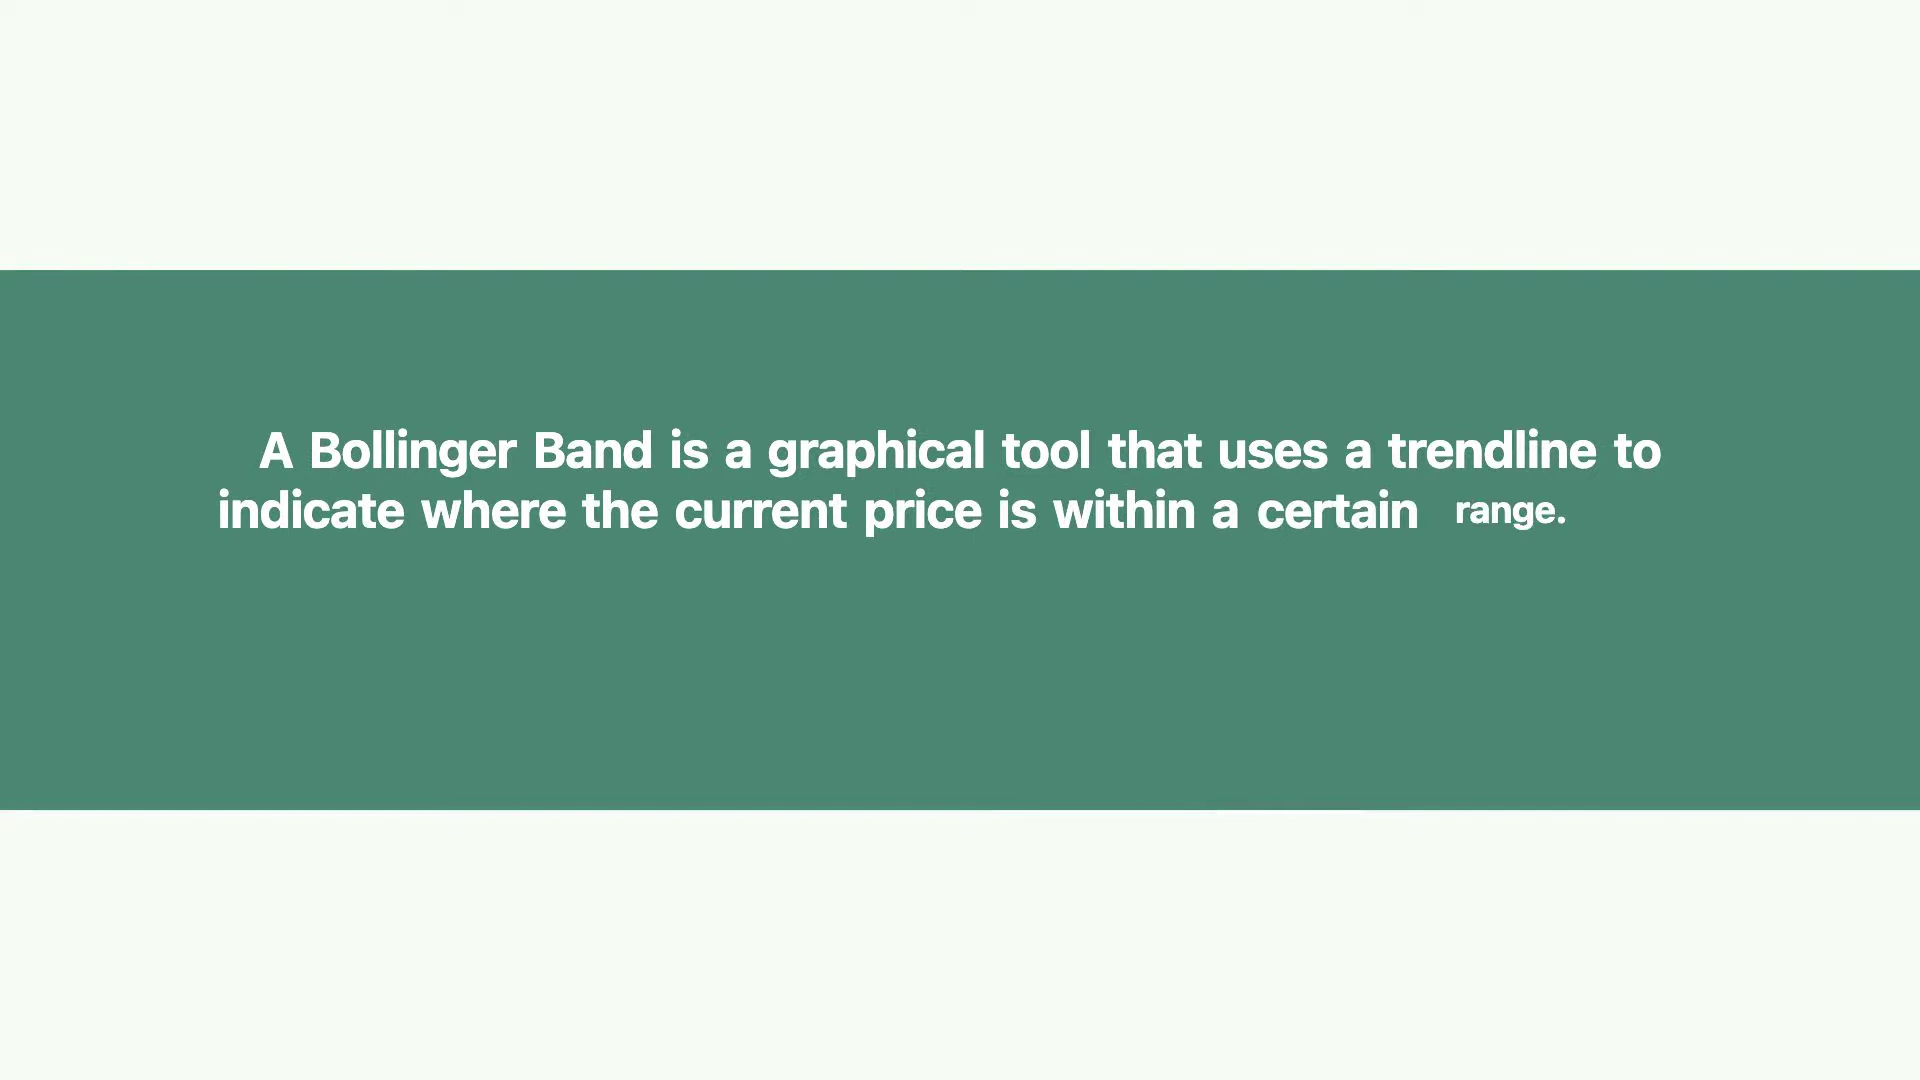 A Bollinger Band is a graphical tool that uses a trendline to
indicate where the current price is within a certain range.